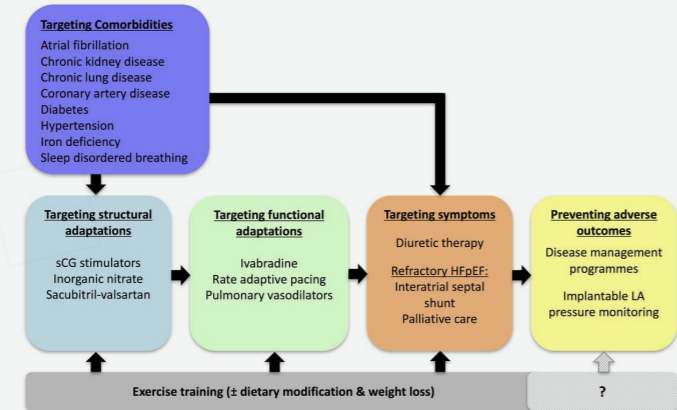 Targeting Comorbidities
Atrial fibrillation
Chronic kidney disease
Chronic lung disease
Coronary artery disease
Diabetes
Hypertension
Iron deficiency
Sleep disordered breathing
Targeting structural
adaptations
sCG stimulators
Inorganic nitrate
Sacubitril-valsartan
Targeting functional
adaptations
Ivabradine
Rate adaptive pacing
Pulmonary vasodilators
Targeting symptoms
Diuretic therapy
Refractory HFpEF:
Interatrial septal
shunt
Palliative care
Preventing adverse
outcomes
Disease management
programmes
Implantable LA
pressure monitoring
Exercise training (± dietary modification & weight loss)
?